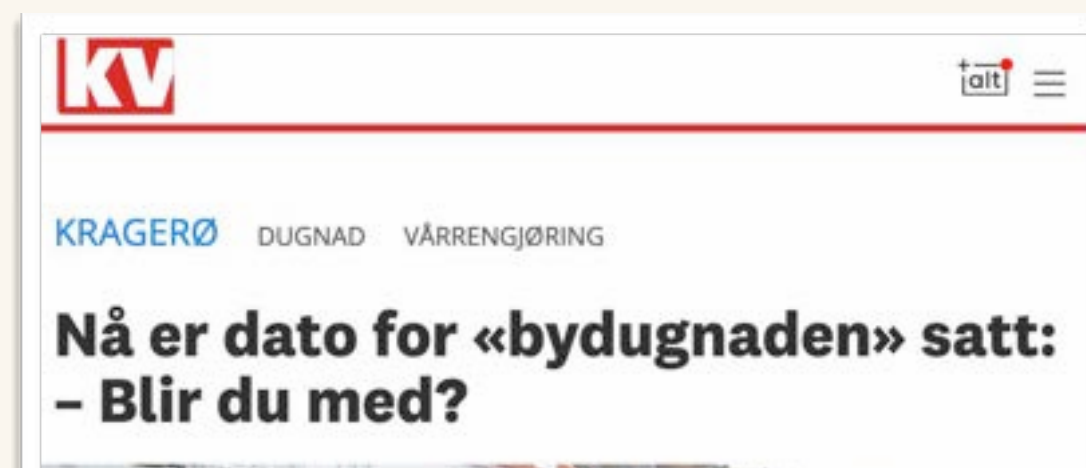 KV
+alt
KRAGERØ DUGNAD VÅRRENGJØRING
Nå er dato for «bydugnaden» satt:
– Blir du med?